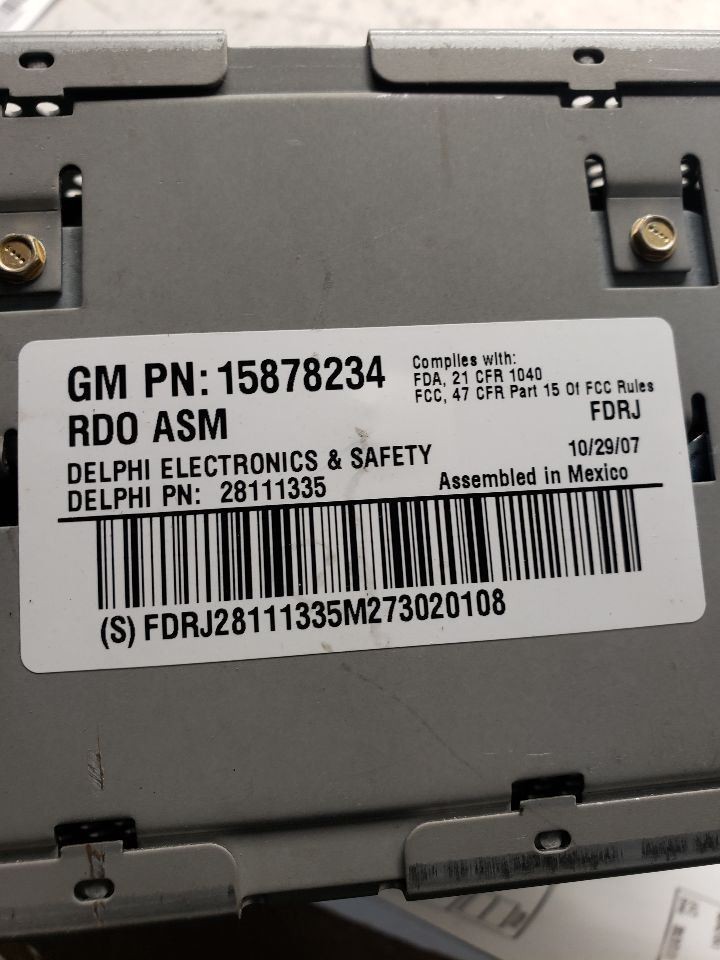 GM PN: 15878234
RDO ASM
DELPHI ELECTRONICS & SAFETY
DELPHI PN: 28111335
Complies with:
FDA, 21 CFR 1040
FCC, 47 CFR Part 15 Of FCC Rules
FDRJ
10/29/07
Assembled in Mexico
(S) FDRJ28111335M273020108